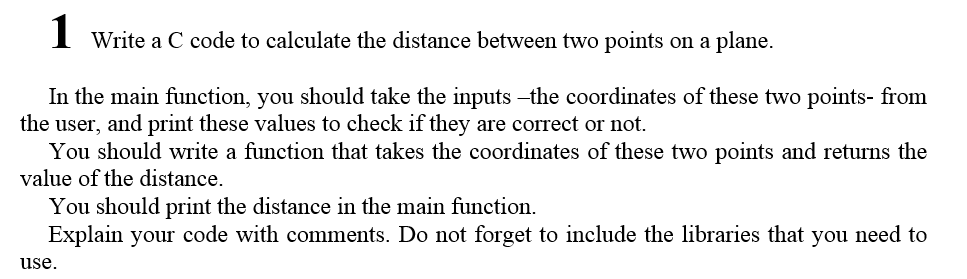 1 Write a C code to calculate the distance between two points on a plane.
In the main function, you should take the inputs –the coordinates of these two points- from
the user, and print these values to check if they are correct or not.
You should write a function that takes the coordinates of these two points and returns the
value of the distance.
You should print the distance in the main function.
Explain your code with comments. Do not forget to include the libraries that you need to
use.